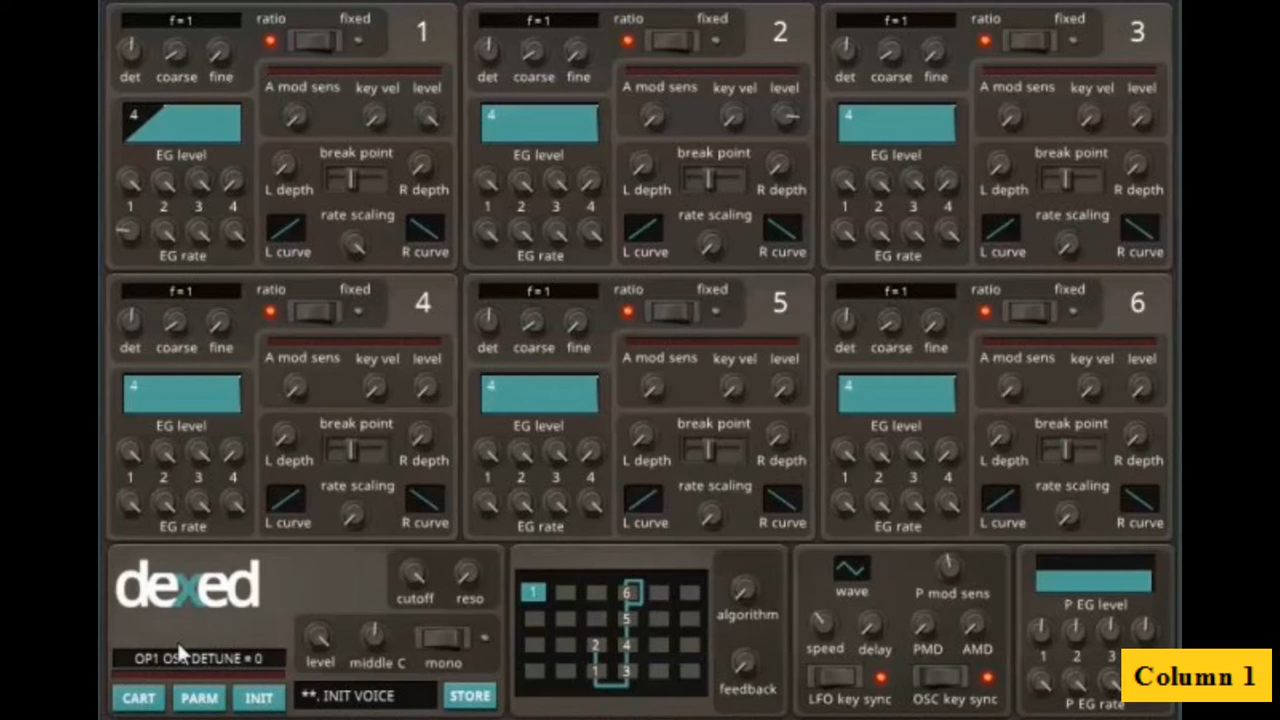 f=1 ratio fixed 1
det coarse fine
A mod sens key vel level
4
EG level
break point
L depth R depth
1 2 3 4
rate scaling
L curve R curve
EG rate
f=1 ratio fixed 2
det coarse fine
A mod sens key vel level
4
EG level
break point
L depth R depth
1 2 3 4
rate scaling
L curve R curve
EG rate
f=1 ratio fixed 3
det coarse fine
A mod sens key vel level
4
EG level
break point
L depth R depth
1 2 3 4
rate scaling
L curve R curve
EG rate
f=1 ratio fixed 4
det coarse fine
A mod sens key vel level
4
EG level
break point
L depth R depth
1 2 3 4
rate scaling
L curve R curve
EG rate
f=1 ratio fixed 5
det coarse fine
A mod sens key vel level
4
EG level
break point
L depth R depth
1 2 3 4
rate scaling
L curve R curve
EG rate
f=1 ratio fixed 6
det coarse fine
A mod sens key vel level
4
EG level
break point
L depth R depth
1 2 3 4
rate scaling
L curve R curve
EG rate
dexed
cutoff reso
level middle C mono
OP1 OSC DETUNE = 0
CART PARM INIT
**. INIT VOICE STORE
1 6
5
2 4
1 3
algorithm
feedback
wave P mod sens
speed delay PMD AMD
LFO key sync OSC key sync
P EG level
1 2 3
P EG rate
Column 1